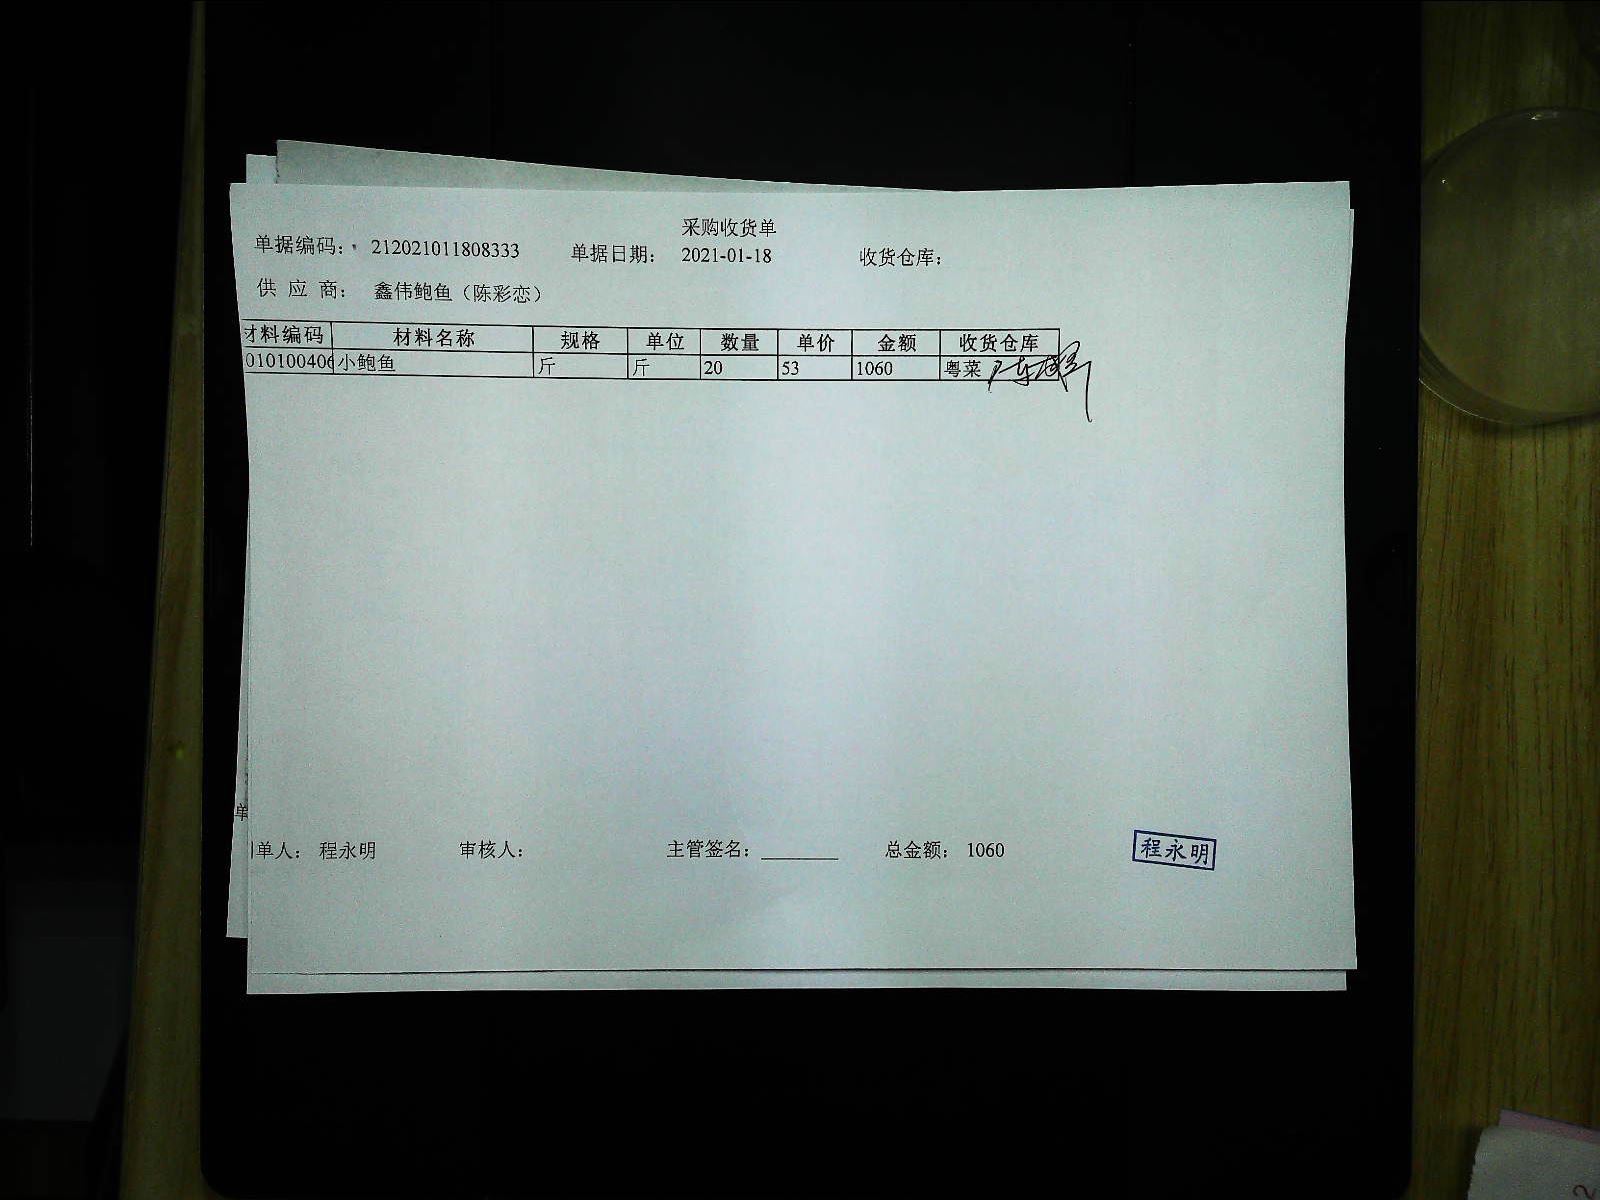 采购收货单
单据编码： 212021011808333 单据日期： 2021-01-18 收货仓库：
供 应 商： 鑫伟鲍鱼（陈彩恋）
材料编码 材料名称 规格 单位 数量 单价 金额 收货仓库
010100406 小鲍鱼 斤 斤 20 53 1060 粤菜
单
单人： 程永明 审核人： 主管签名：________ 总金额： 1060 程永明